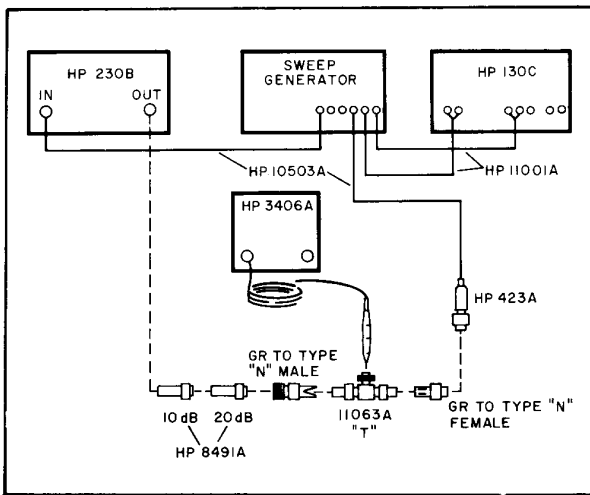 HP 230B
IN
OUT
SWEEP
GENERATOR
HP 130C
HP 10503A
HP 11001A
HP 3406A
HP 423A
GR TO TYPE
"N" MALE
10 dB
20 dB
HP 8491A
11063A
"T"
GR TO TYPE "N"
FEMALE